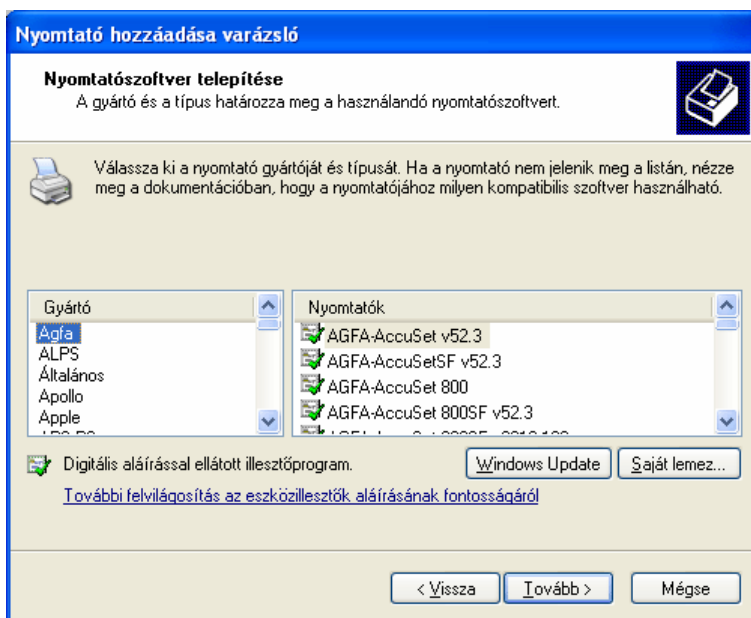 Nyomtató hozzáadása varázsló
Nyomtatószoftver telepítése
A gyártó és a típus határozza meg a használandó nyomtatószoftvert.
Válassza ki a nyomtató gyártóját és típusát. Ha a nyomtató nem jelenik meg a listán, nézze
meg a dokumentációban, hogy a nyomtatójához milyen kompatibilis szoftver használható.
Gyártó
Agfa
ALPS
Általános
Apollo
Apple
Nyomtatók
AGFA-AccuSet v52.3
AGFA-AccuSetSF v52.3
AGFA-AccuSet 800
AGFA-AccuSet 800SF v52.3
Digitális aláírással ellátott illesztőprogram.
Windows Update
Saját lemez...
További felvilágosítás az eszközillesztők aláírásának fontosságáról
< Vissza
Tovább >
Mégse